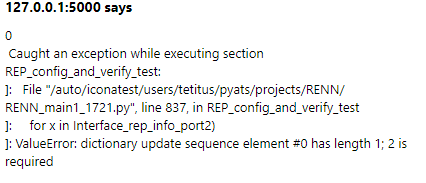 127.0.0.1:5000 says
0
Caught an exception while executing section
REP_config_and_verify_test:
]:   File "/auto/iconatest/users/tetitus/pyats/projects/RENN/
RENN_main1_1721.py", line 837, in REP_config_and_verify_test
]:     for x in Interface_rep_info_port2)
]: ValueError: dictionary update sequence element #0 has length 1; 2 is
required